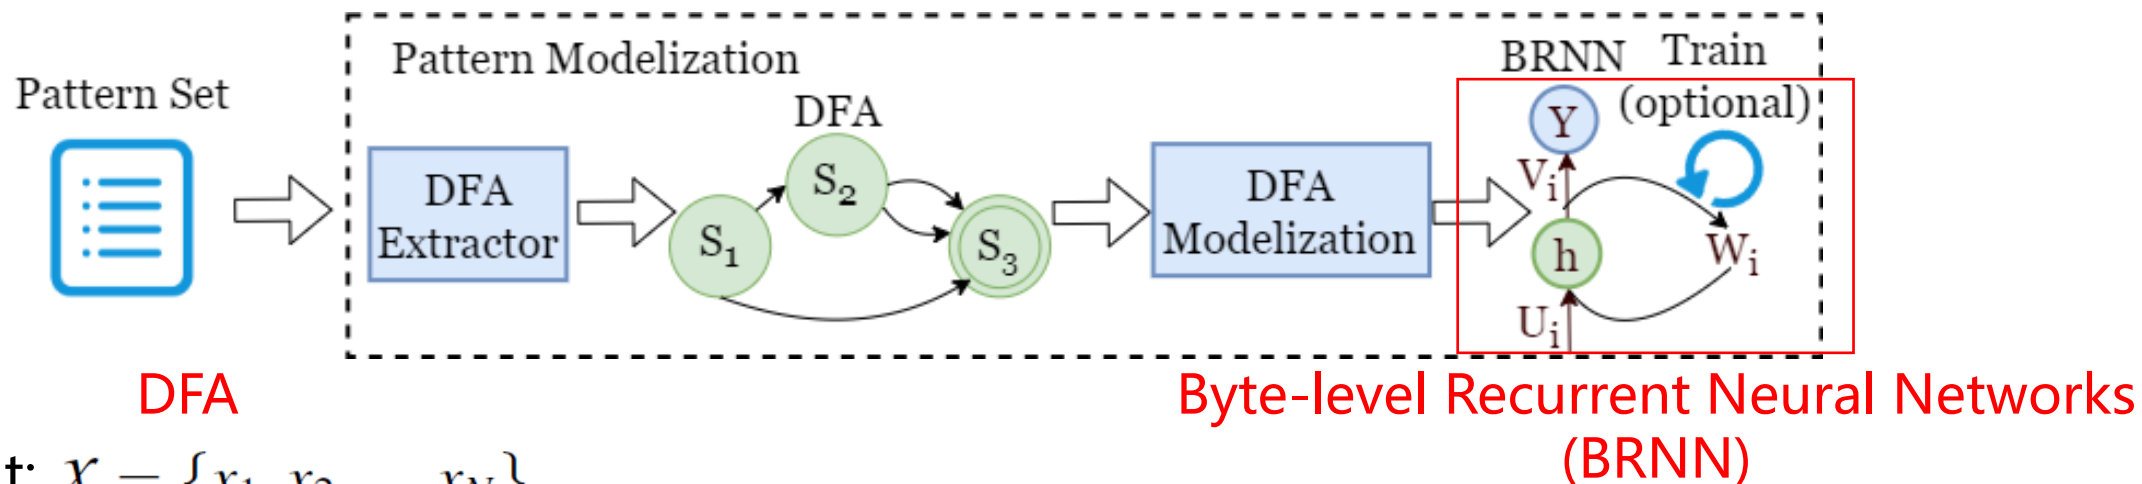 Pattern Set
Pattern Modelization
DFA
Extractor
DFA
S₁
S₂
S₃
DFA
Modelization
BRNN
Train
(optional)
Y
Vᵢ
h
Wᵢ
Uᵢ
DFA
Byte-level Recurrent Neural Networks
(BRNN)